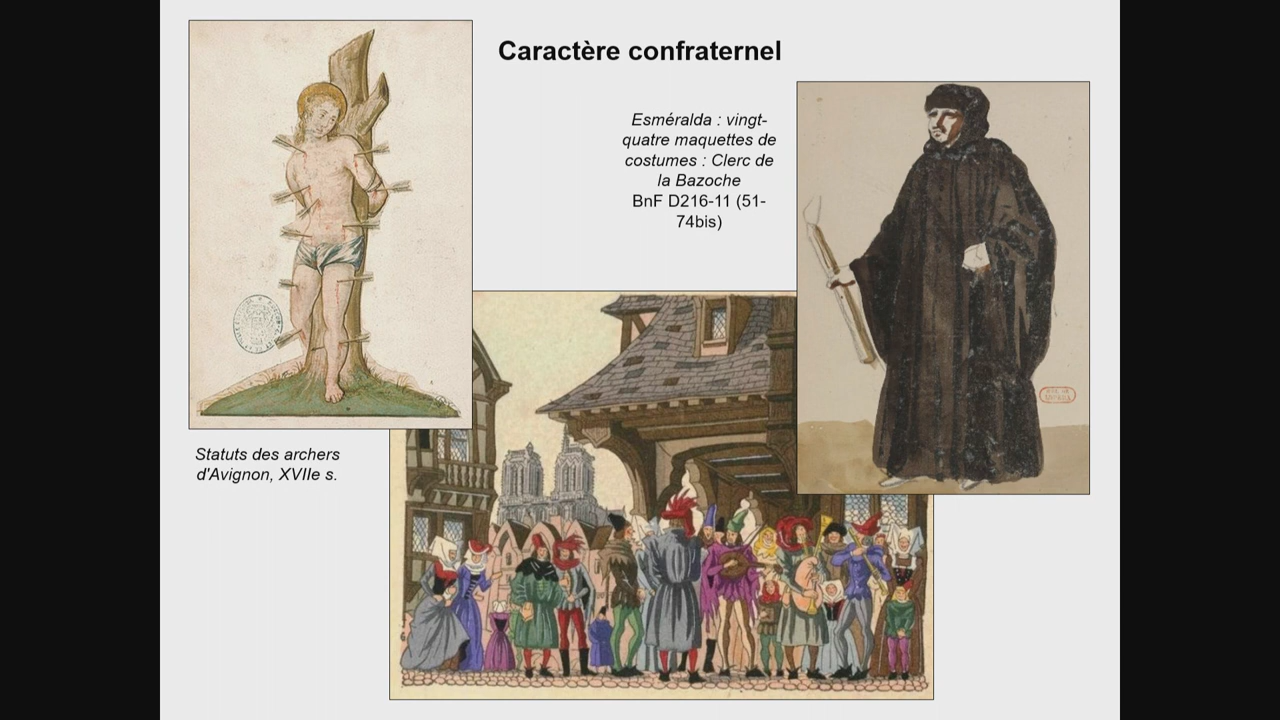 Caractère confraternel
Esméralda : vingt-
quatre maquettes de
costumes : Clerc de
la Bazoche
BnF D216-11 (51-
74bis)
Statuts des archers
d'Avignon, XVIIe s.